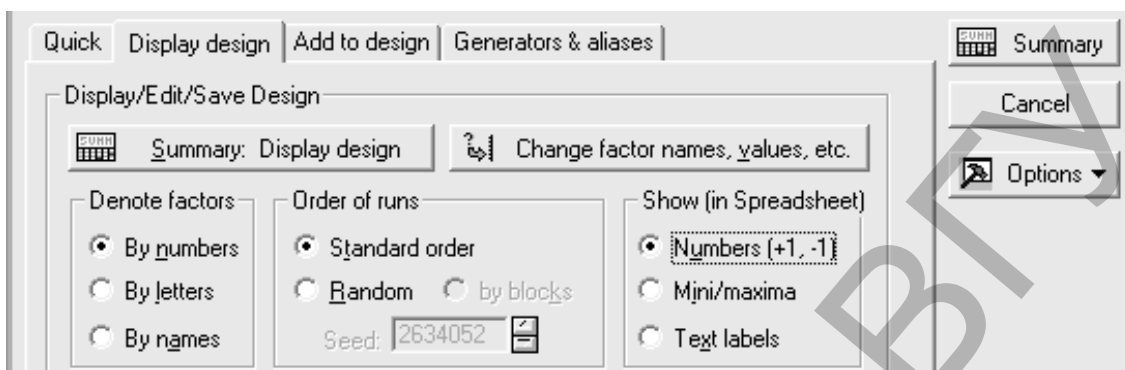 Quick Display design Add to design Generators & aliases
Summary
Display/Edit/Save Design
Cancel
Summary: Display design Change factor names, values, etc.
Options
Denote factors Order of runs Show (in Spreadsheet)
By numbers Standard order Numbers (+1, -1)
By letters Random by blocks Mini/maxima
By names Seed: 2634052 Text labels
БГУ